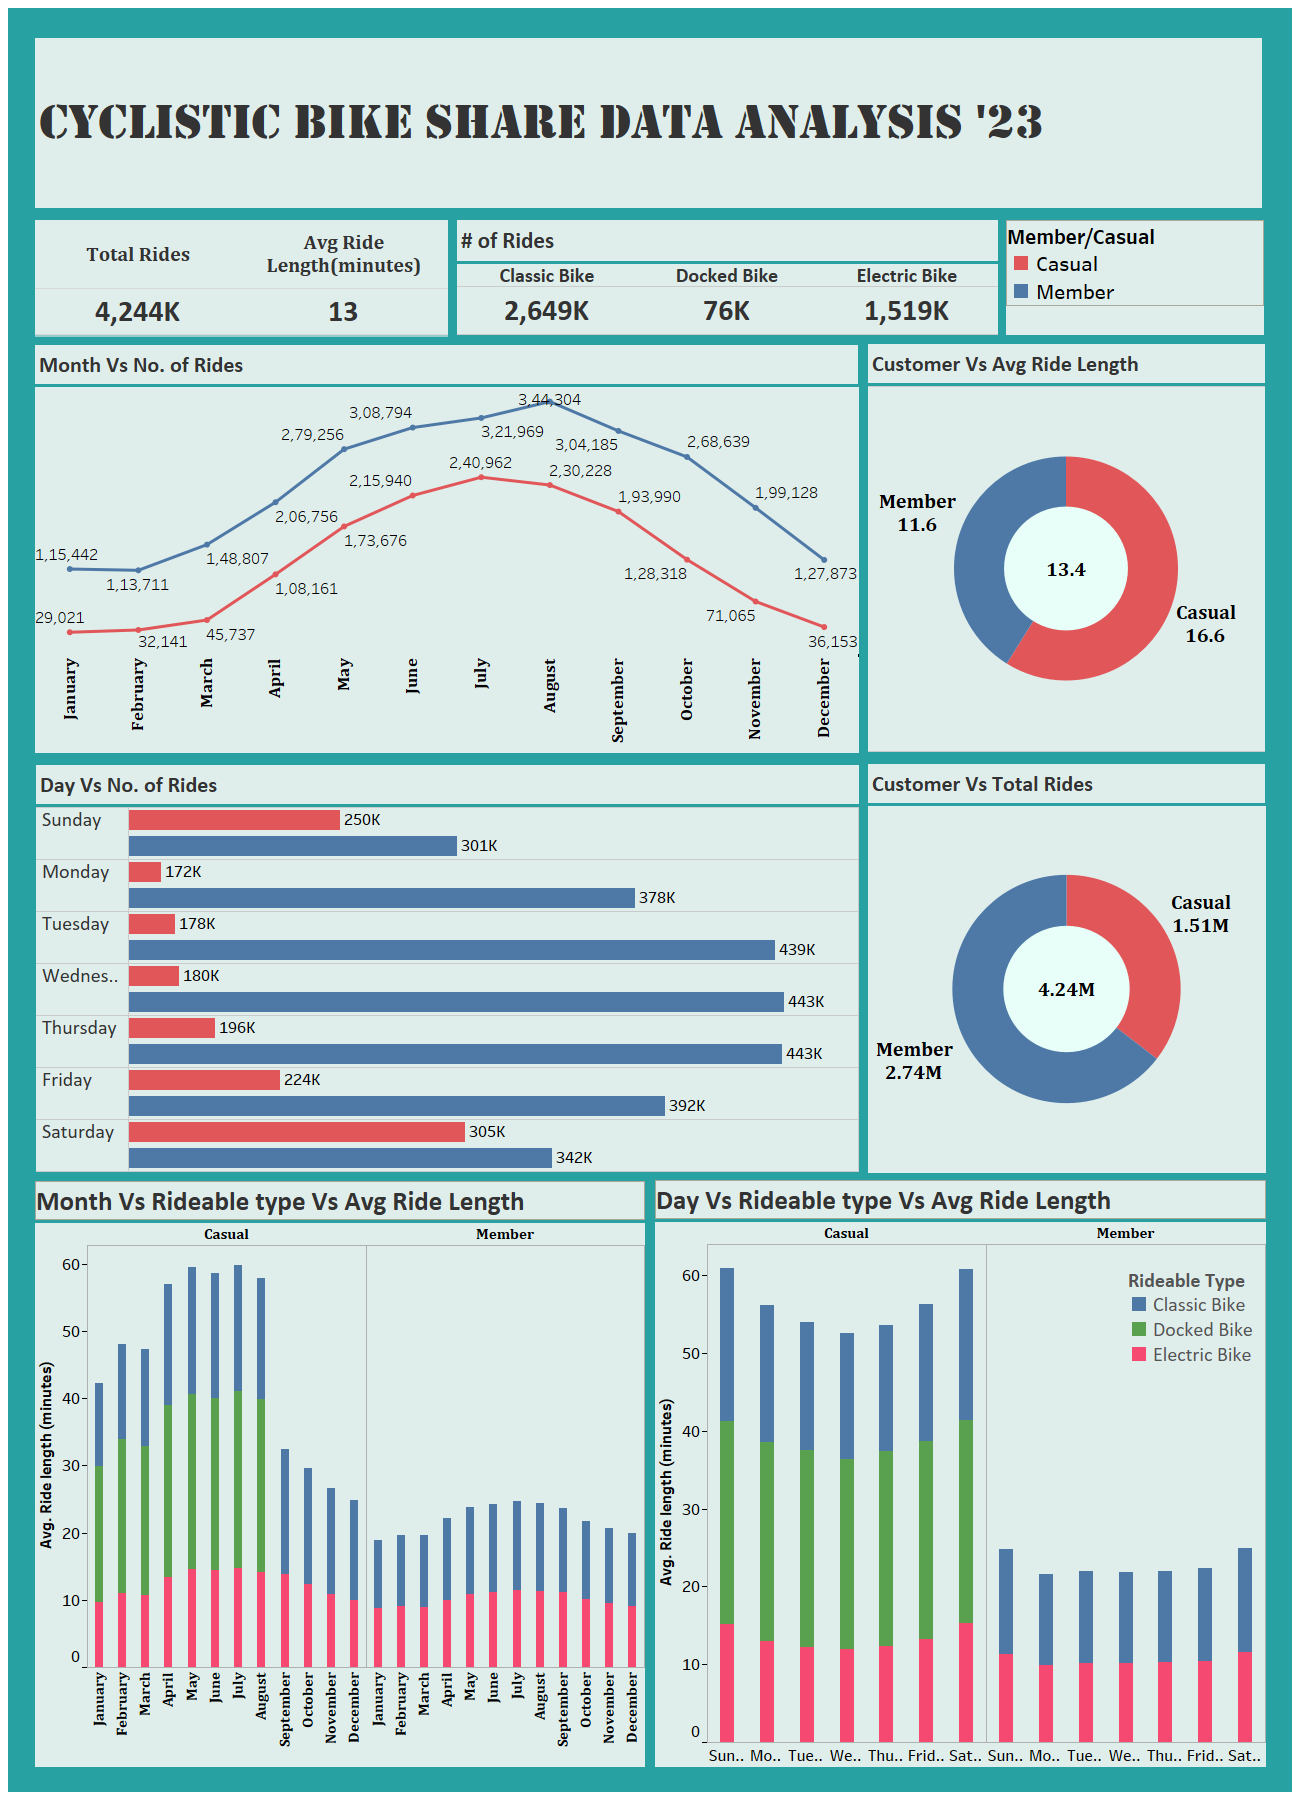 CYCLISTIC BIKE SHARE DATA ANALYSIS '23
Total Rides
Avg Ride
Length(minutes)
4,244K
13
# of Rides
Classic Bike
Docked Bike
Electric Bike
2,649K
76K
1,519K
Member/Casual
Casual
Member
Month Vs No. of Rides
3,44,304
3,08,794
2,79,256
3,21,969
3,04,185
2,68,639
2,40,962
2,30,228
2,15,940
1,93,990
1,99,128
2,06,756
1,73,676
1,15,442
1,48,807
1,13,711
1,08,161
1,28,318
1,27,873
29,021
32,141
45,737
71,065
36,153
January
February
March
April
May
June
July
August
September
October
November
December
Customer Vs Avg Ride Length
Member
11.6
13.4
Casual
16.6
Day Vs No. of Rides
Sunday
250K
301K
Monday
172K
378K
Tuesday
178K
439K
Wednes..
180K
443K
Thursday
196K
443K
Friday
224K
392K
Saturday
305K
342K
Customer Vs Total Rides
Casual
1.51M
4.24M
Member
2.74M
Month Vs Rideable type Vs Avg Ride Length
Casual
Member
Avg. Ride length (minutes)
60
50
40
30
20
10
0
January
February
March
April
May
June
July
August
September
October
November
December
January
February
March
April
May
June
July
August
September
October
November
December
Day Vs Rideable type Vs Avg Ride Length
Casual
Member
Rideable Type
Classic Bike
Docked Bike
Electric Bike
Avg. Ride length (minutes)
60
50
40
30
20
10
0
Sun..
Mo..
Tue..
We..
Thu..
Frid..
Sat..
Sun..
Mo..
Tue..
We..
Thu..
Frid..
Sat..